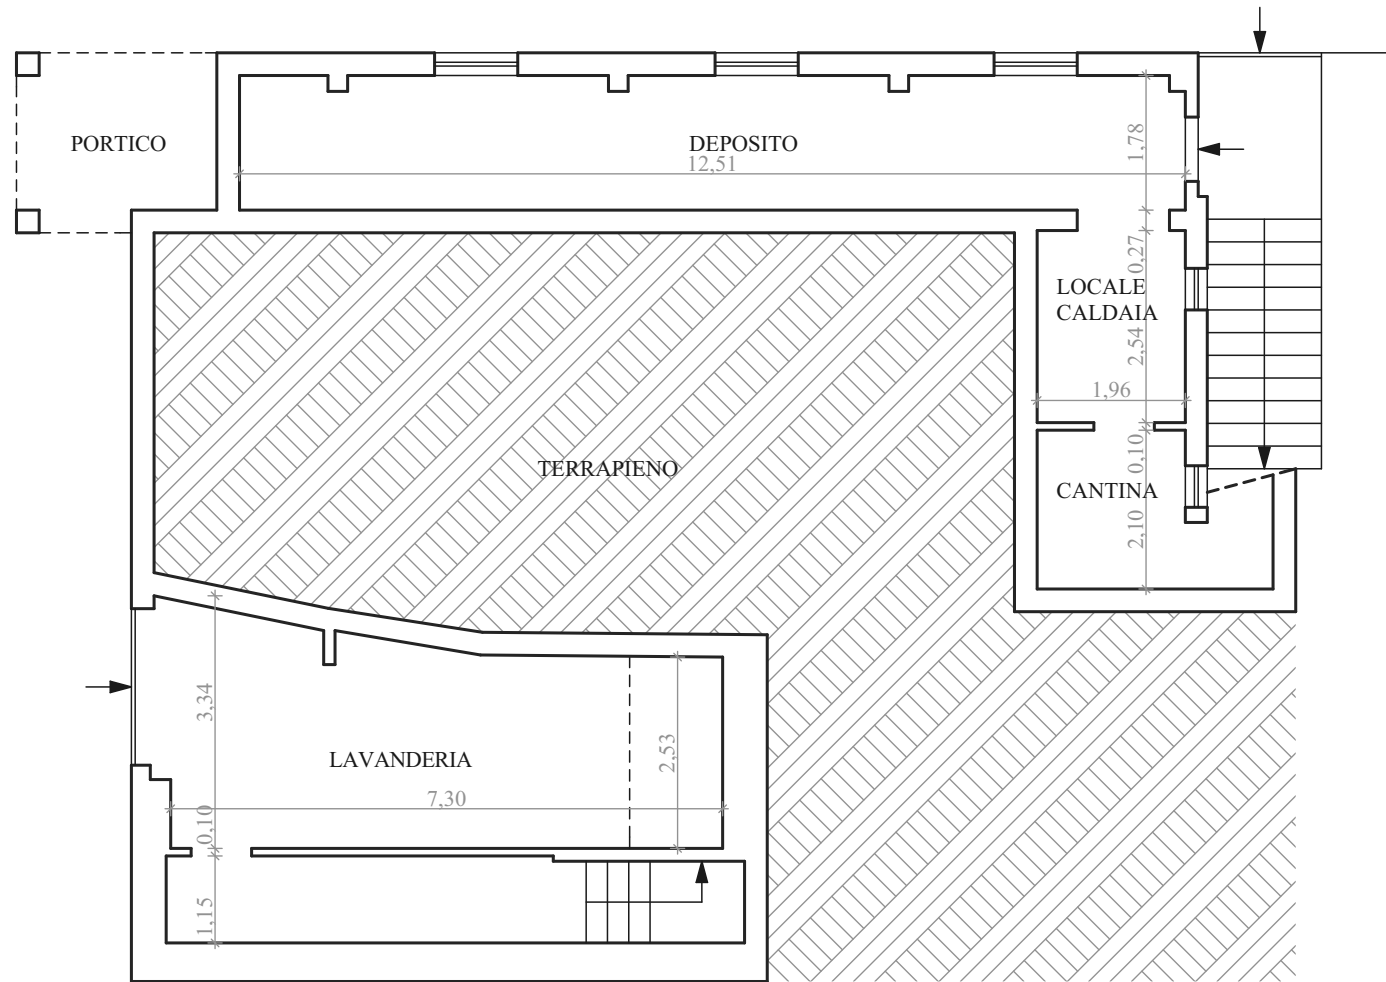 PORTICO
DEPOSITO
12,51
1,78
0,27
LOCALE
CALDAIA
2,54
1,96
0,10
TERRAPIENO
CANTINA
2,10
3,34
2,53
LAVANDERIA
7,30
0,10
1,15